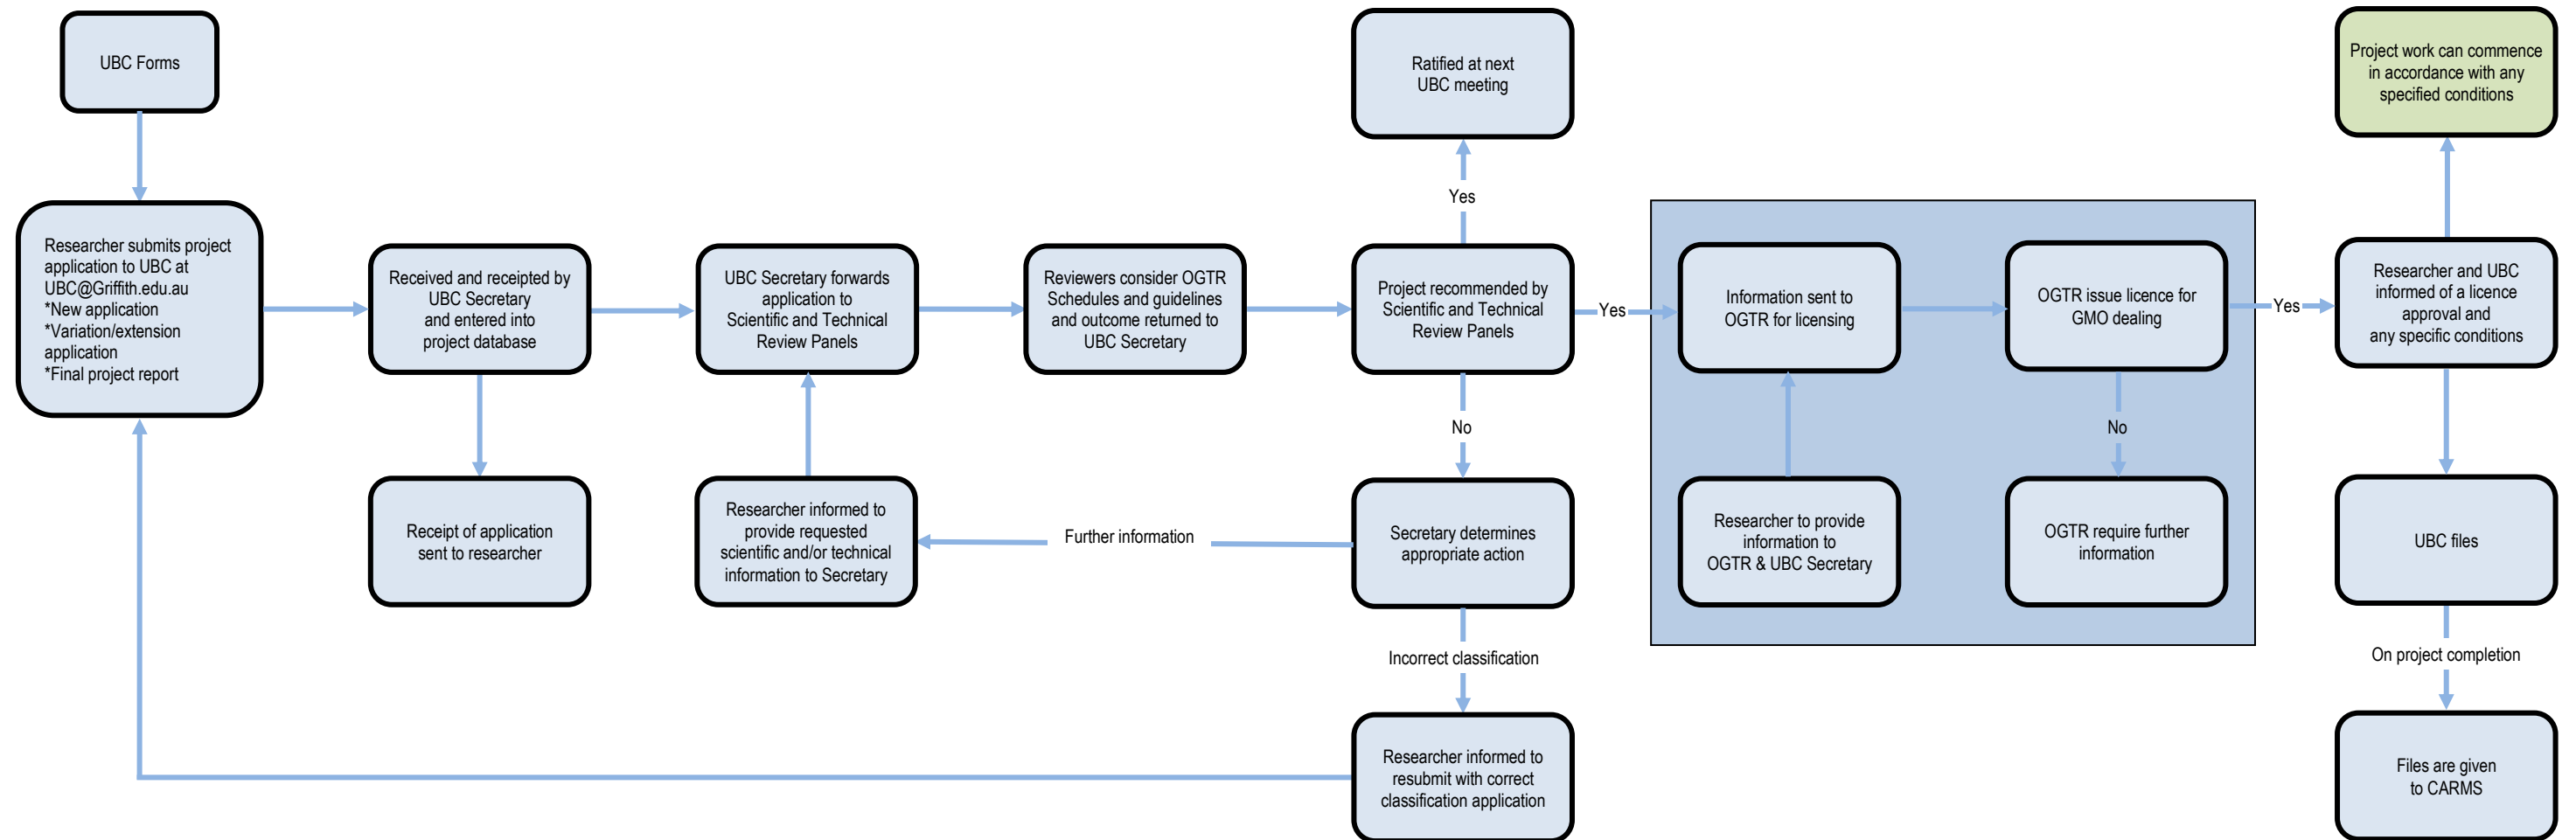 UBC Forms
Researcher submits project
application to UBC at
UBC@Griffith.edu.au
*New application
*Variation/extension
application
*Final project report
Received and receipted by
UBC Secretary
and entered into
project database
Receipt of application
sent to researcher
UBC Secretary forwards
application to
Scientific and Technical
Review Panels
Researcher informed to
provide requested
scientific and/or technical
information to Secretary
Reviewers consider OGTR
Schedules and guidelines
and outcome returned to
UBC Secretary
Ratified at next
UBC meeting
Yes
Project recommended by
Scientific and Technical
Review Panels
Yes
No
Secretary determines
appropriate action
Further information
Incorrect classification
Researcher informed to
resubmit with correct
classification application
Information sent to
OGTR for licensing
Researcher to provide
information to
OGTR & UBC Secretary
OGTR issue licence for
GMO dealing
No
OGTR require further
information
Yes
Project work can commence
in accordance with any
specified conditions
Researcher and UBC
informed of a licence
approval and
any specific conditions
UBC files
On project completion
Files are given
to CARMS